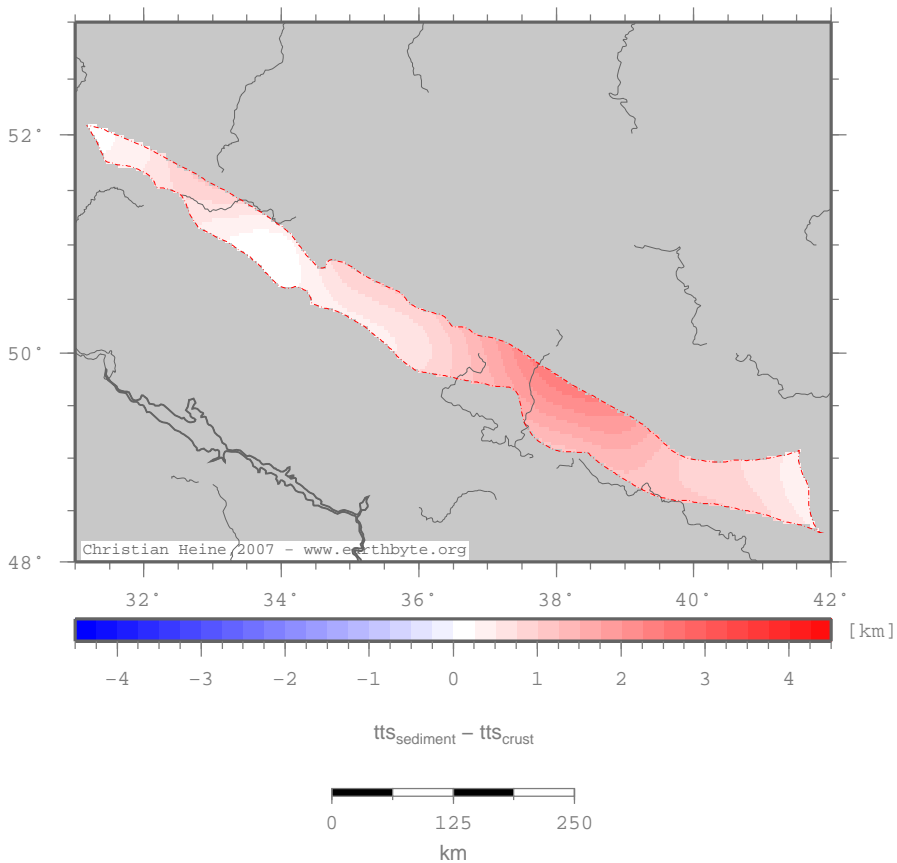 52°
50°
48°
Christian Heine 2007 – www.earthbyte.org
32° 34° 36° 38° 40° 42°
[km]
−4 −3 −2 −1 0 1 2 3 4
ttssediment – ttscrust
0 125 250
km